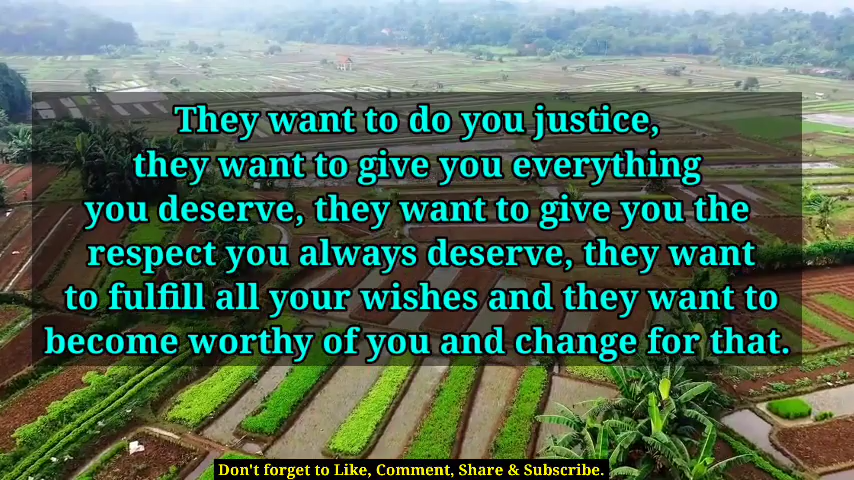 They want to do you justice,
they want to give you everything
you deserve, they want to give you the
respect you always deserve, they want
to fulfill all your wishes and they want to
become worthy of you and change for that.
Don't forget to Like, Comment, Share & Subscribe.